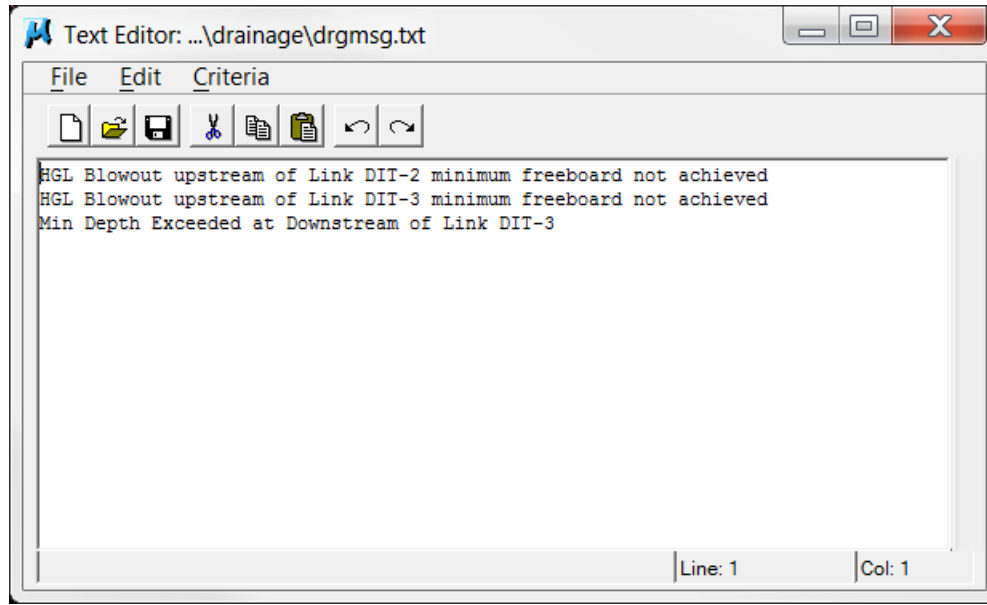 Text Editor: ...\drainage\drgmsg.txt
File Edit Criteria
HGL Blowout upstream of Link DIT-2 minimum freeboard not achieved
HGL Blowout upstream of Link DIT-3 minimum freeboard not achieved
Min Depth Exceeded at Downstream of Link DIT-3
Line: 1 Col: 1